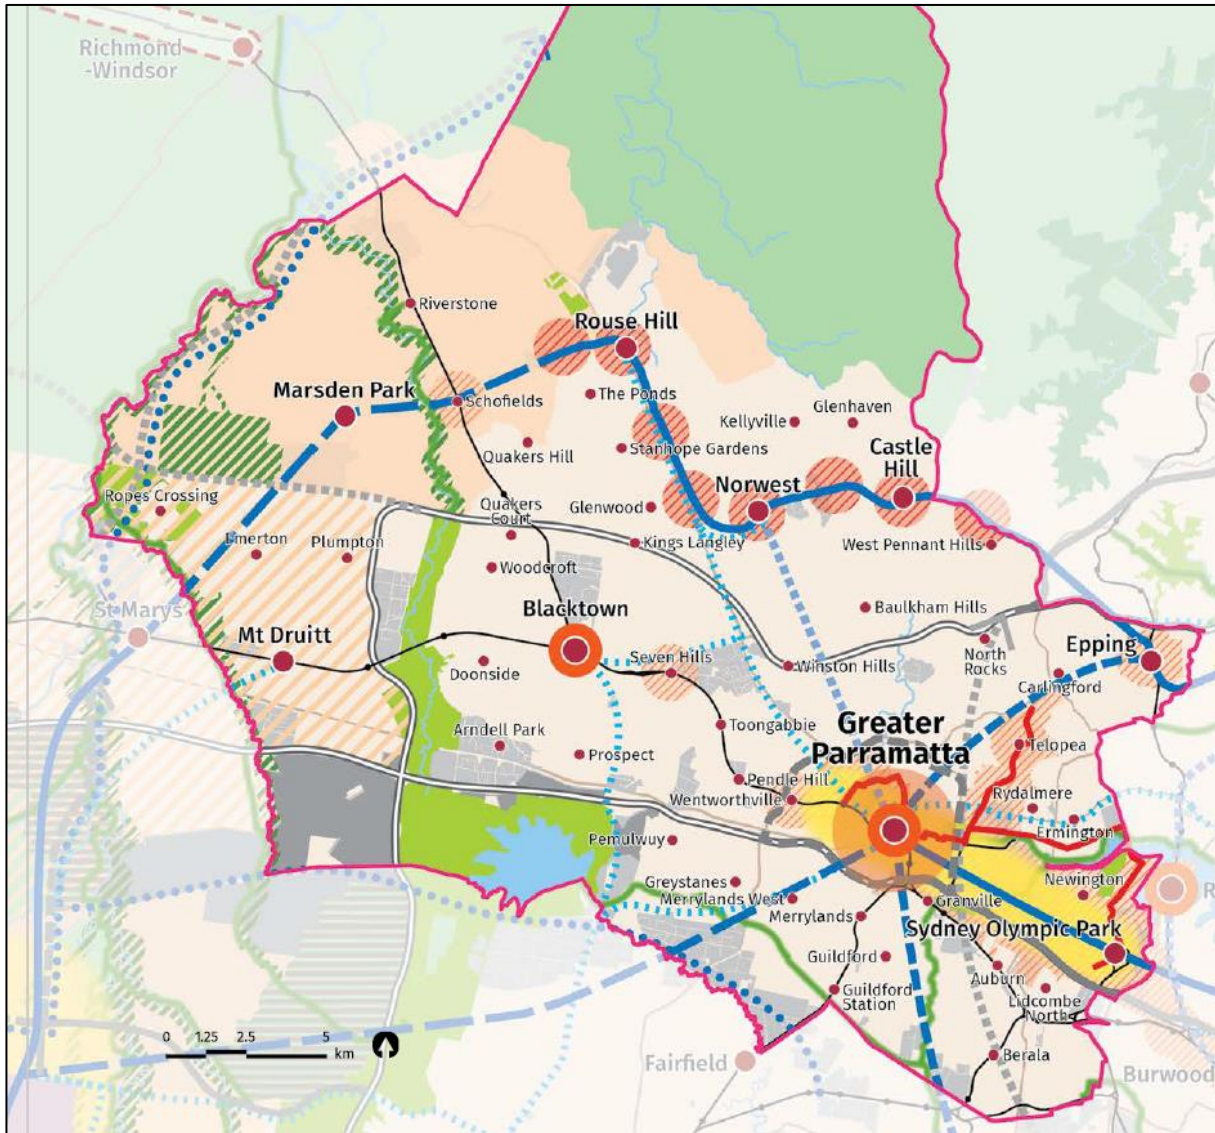 Richmond
-Windsor
Riverstone
Rouse Hill
Marsden Park
Schofields
The Ponds
Kellyville
Glenhaven
Quakers Hill
Stanhope Gardens
Castle
Hill
Norwest
Ropes Crossing
Quakers
Court
Glenwood
Emerton
Plumpton
Kings Langley
West Pennant Hills
Woodcroft
St Marys
Blacktown
Baulkham Hills
Mt Druitt
Seven Hills
Winston Hills
North
Rocks
Epping
Doonside
Carlingford
Arndell Park
Toongabbie
Greater
Parramatta
Telopea
Prospect
Pendle Hill
Wentworthville
Rydalmere
Ermington
Pemulwuy
Greystanes
Merrylands West
Newington
R
Merrylands
Granville
Sydney Olympic Park
Guildford
Auburn
Guildford
Station
Lidcombe
North
0 1.25 2.5 5
km
Fairfield
Berala
Burwood